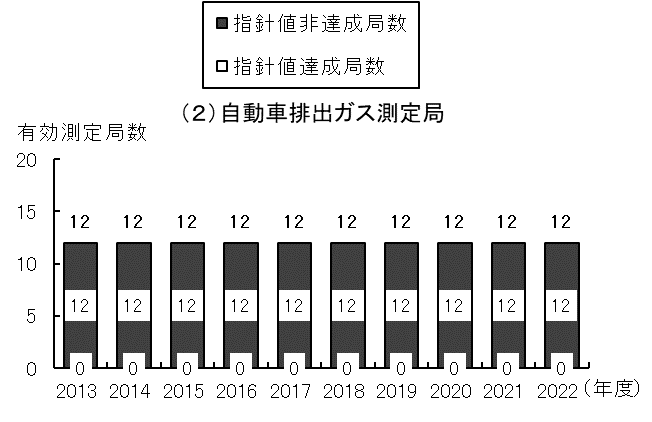 指針値非達成局数
指針値達成局数
（２）自動車排出ガス測定局
有効測定局数
20
15
10
5
0
12 12 12 12 12 12 12 12 12 12
12 12 12 12 12 12 12 12 12 12
0 0 0 0 0 0 0 0 0 0
2013 2014 2015 2016 2017 2018 2019 2020 2021 2022 (年度)